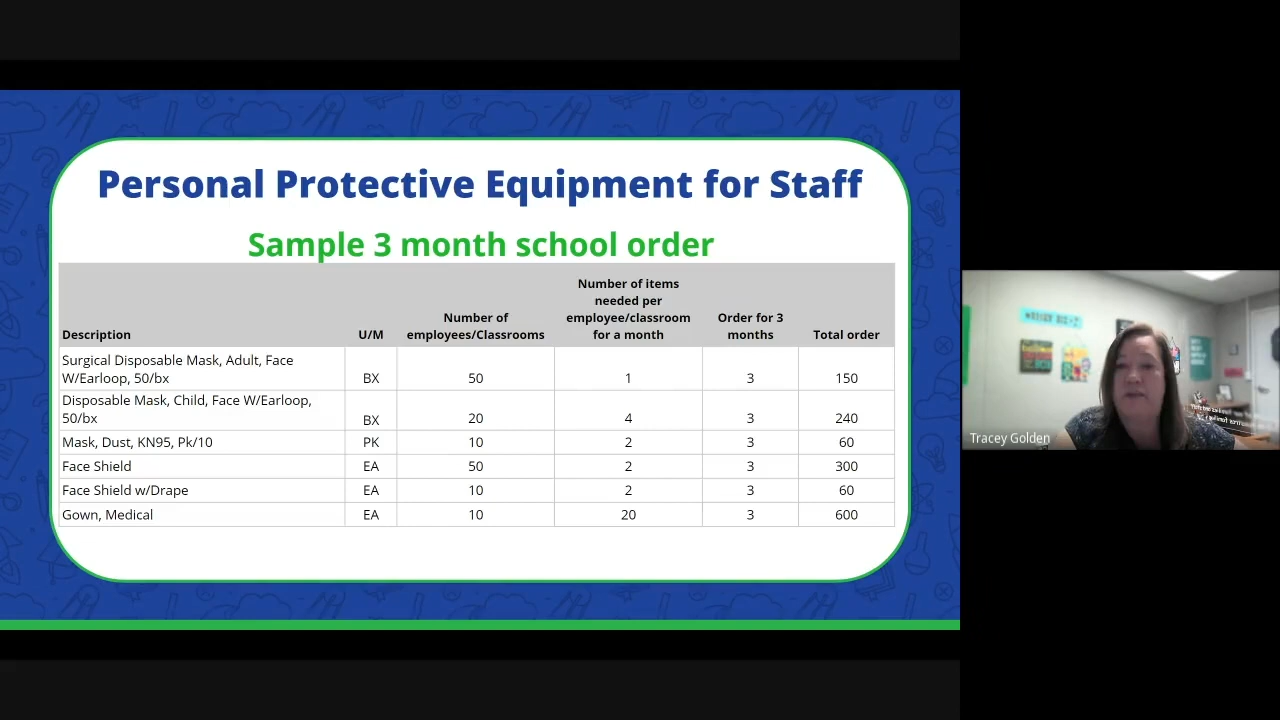 Personal Protective Equipment for Staff
Sample 3 month school order
Description U/M Number of employees/Classrooms Number of items needed per employee/classroom for a month Order for 3 months Total order
Surgical Disposable Mask, Adult, Face W/Earloop, 50/bx BX 50 1 3 150
Disposable Mask, Child, Face W/Earloop, 50/bx BX 20 4 3 240
Mask, Dust, KN95, Pk/10 PK 10 2 3 60
Face Shield EA 50 2 3 300
Face Shield w/Drape EA 10 2 3 60
Gown, Medical EA 10 20 3 600
Tracey Golden